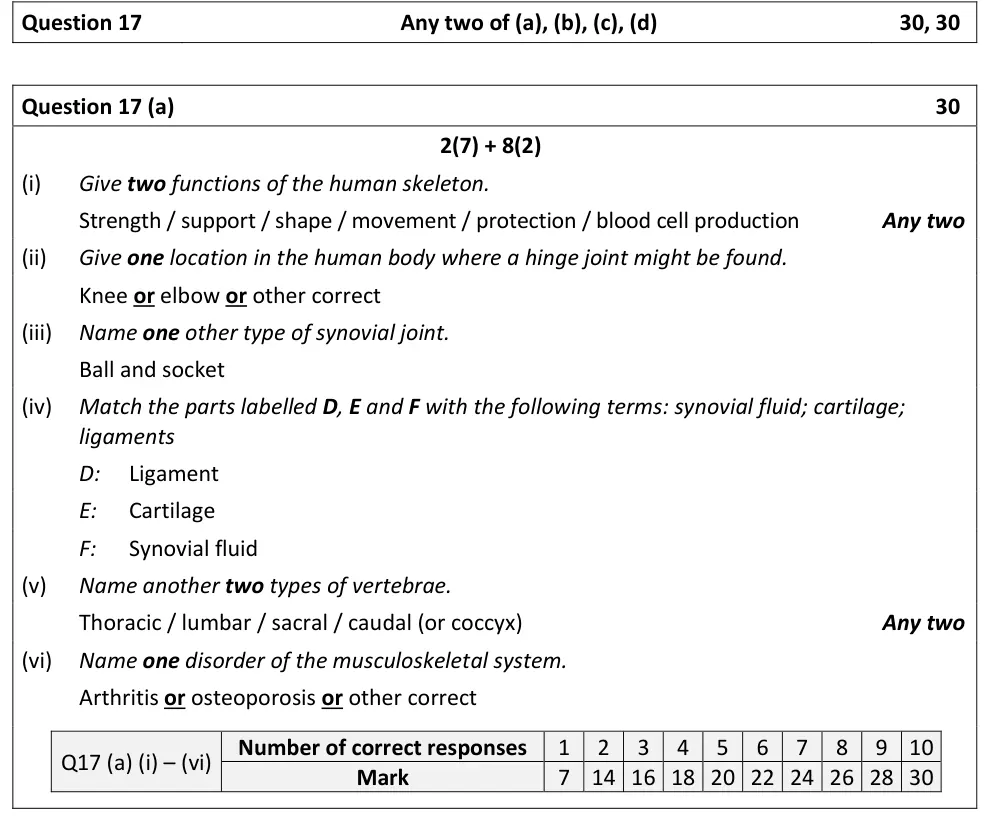 Question 17 Any two of (a), (b), (c), (d) 30, 30
Question 17 (a) 30
2(7) + 8(2)
(i) Give two functions of the human skeleton.
Strength / support / shape / movement / protection / blood cell production Any two
(ii) Give one location in the human body where a hinge joint might be found.
Knee or elbow or other correct
(iii) Name one other type of synovial joint.
Ball and socket
(iv) Match the parts labelled D, E and F with the following terms: synovial fluid; cartilage;
ligaments
D: Ligament
E: Cartilage
F: Synovial fluid
(v) Name another two types of vertebrae.
Thoracic / lumbar / sacral / caudal (or coccyx) Any two
(vi) Name one disorder of the musculoskeletal system.
Arthritis or osteoporosis or other correct
Q17 (a) (i) – (vi)
Number of correct responses 1 2 3 4 5 6 7 8 9 10
Mark 7 14 16 18 20 22 24 26 28 30